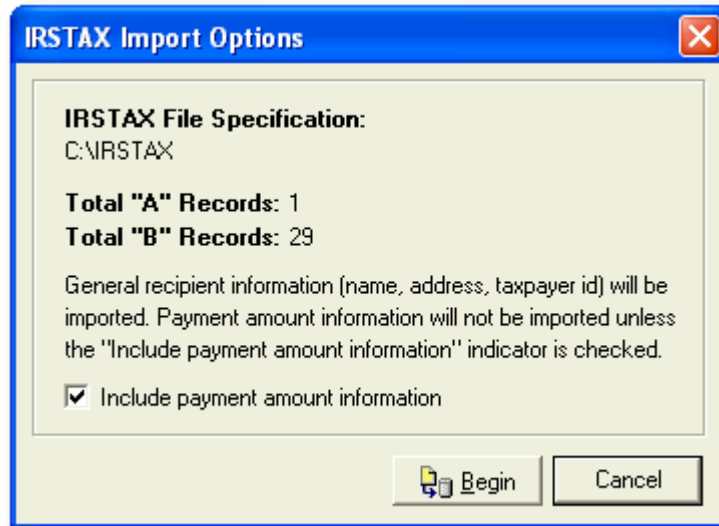 IRSTAX Import Options
IRSTAX File Specification:
C:\IRSTAX
Total "A" Records: 1
Total "B" Records: 29
General recipient information (name, address, taxpayer id) will be
imported. Payment amount information will not be imported unless
the "Include payment amount information" indicator is checked.
Include payment amount information
Begin
Cancel